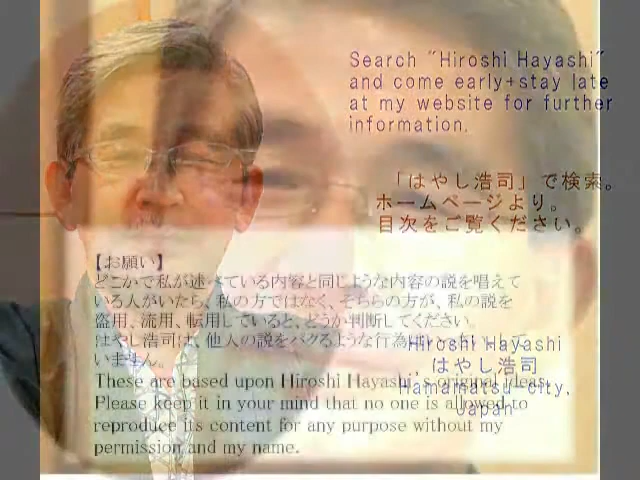 Search "Hiroshi Hayashi"
and come early+stay late
at my website for further
information.
「はやし浩司」で検索。
ホームページより。
目次をご覧ください。
【お願い】
どこかで私が述べている内容と同じような内容の説を唱えて
いる人がいたら、私の方ではなく、そちらの方が、私の説を
盗用、流用、転用していると、どうか判断してください。
はやし浩司は、他人の説をパクるような行為は
いません。
Hiroshi Hayashi
はやし浩司
Hamamatsu-city,
Japan
These are based upon Hiroshi Hayashi's original ideas.
Please keep it in your mind that no one is allowed to
reproduce its content for any purpose without my
permission and my name.